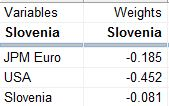 Variables Weights
Slovenia Slovenia
JPM Euro -0.185
USA -0.452
Slovenia -0.081